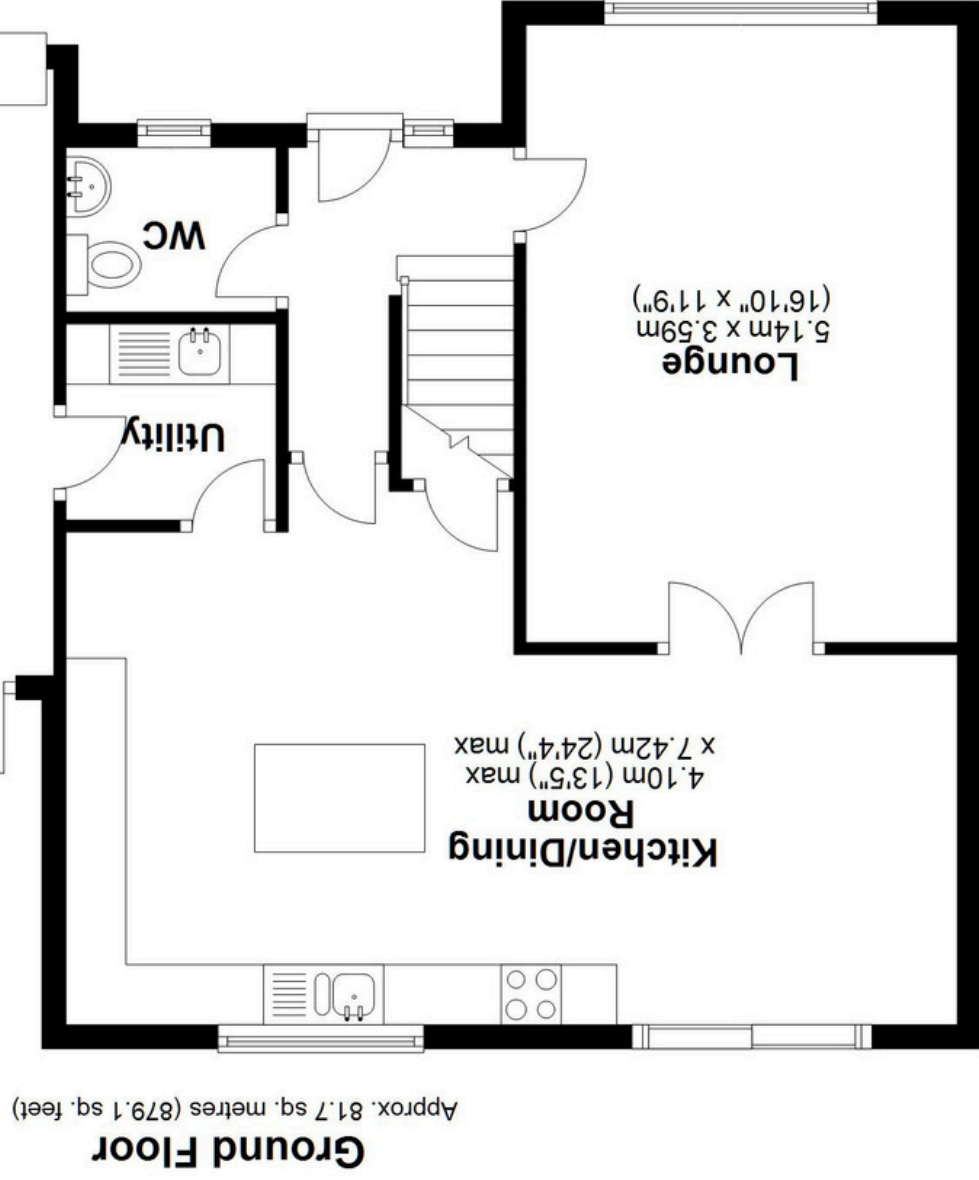 Ground Floor
Approx. 81.7 sq. metres (879.1 sq. feet)
Kitchen/Dining
Room
4.10m (13'5") max
x 7.42m (24'4") max
Utility
Lounge
5.14m x 3.59m
(16'10" x 11'9")
WC